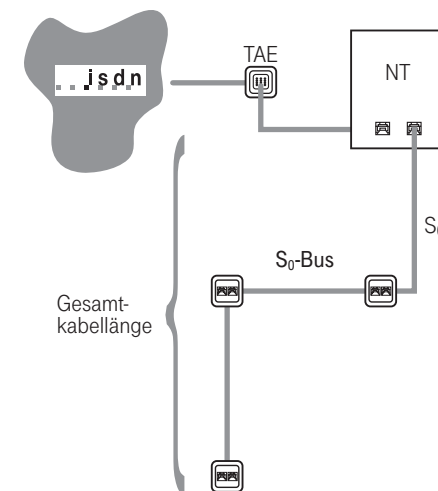 TAE
NT
isdn
S₀-Bus
Gesamt-
kabellänge